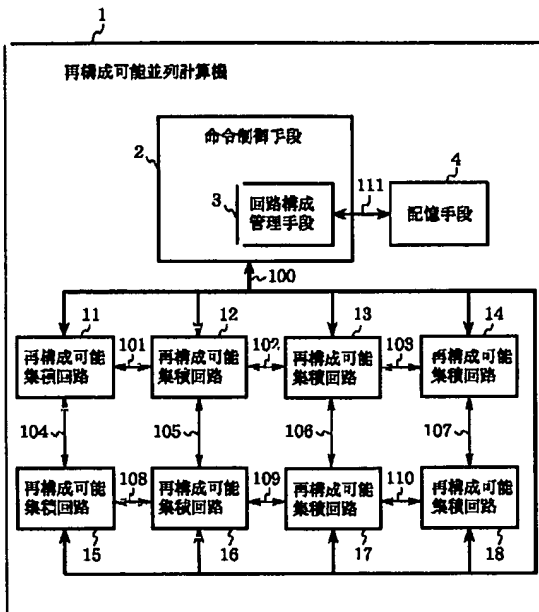 1
再構成可能並列計算機
2
命令制御手段
3
回路構成
管理手段
111
4
記憶手段
100
11
12
13
14
再構成可能
集積回路
101
再構成可能
集積回路
102
再構成可能
集積回路
103
再構成可能
集積回路
104
105
106
107
再構成可能
集積回路
108
再構成可能
集積回路
109
再構成可能
集積回路
110
再構成可能
集積回路
15
16
17
18